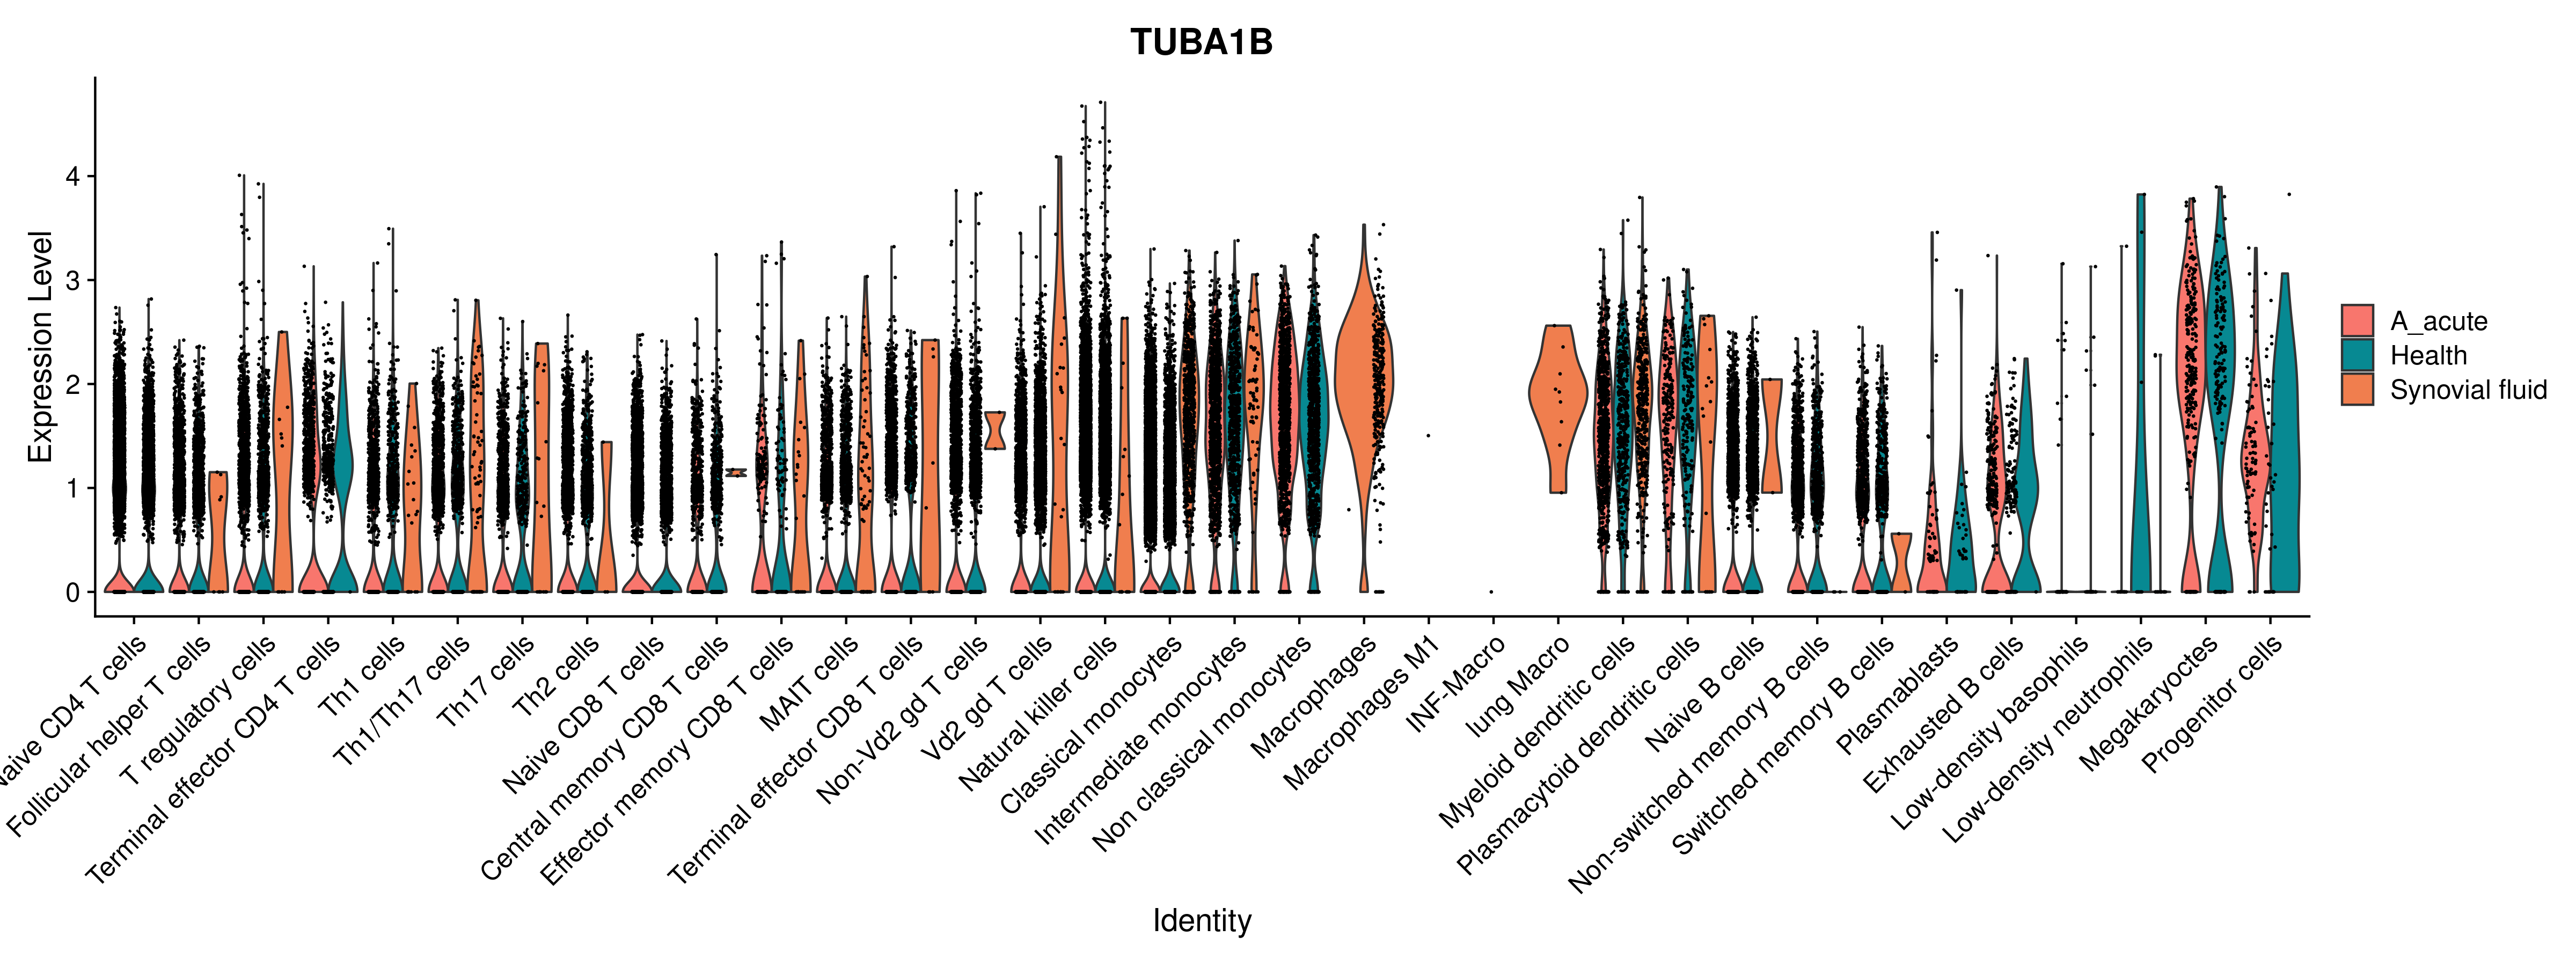 TUBA1B
Expression Level
4
3
2
1
0
Naive CD4 T cells
Follicular helper T cells
T regulatory cells
Terminal effector CD4 T cells
Th1 cells
Th1/Th17 cells
Th17 cells
Th2 cells
Naive CD8 T cells
Central memory CD8 T cells
Effector memory CD8 T cells
MAIT cells
Terminal effector CD8 T cells
Non-Vd2 gd T cells
Vd2 gd T cells
Natural killer cells
Classical monocytes
Intermediate monocytes
Non classical monocytes
Macrophages
Macrophages M1
INF-Macro
lung Macro
Myeloid dendritic cells
Plasmacytoid dendritic cells
Naive B cells
Non-switched memory B cells
Switched memory B cells
Plasmablasts
Exhausted B cells
Low-density basophils
Low-density neutrophils
Megakaryoctes
Progenitor cells
Identity
A_acute
Health
Synovial fluid